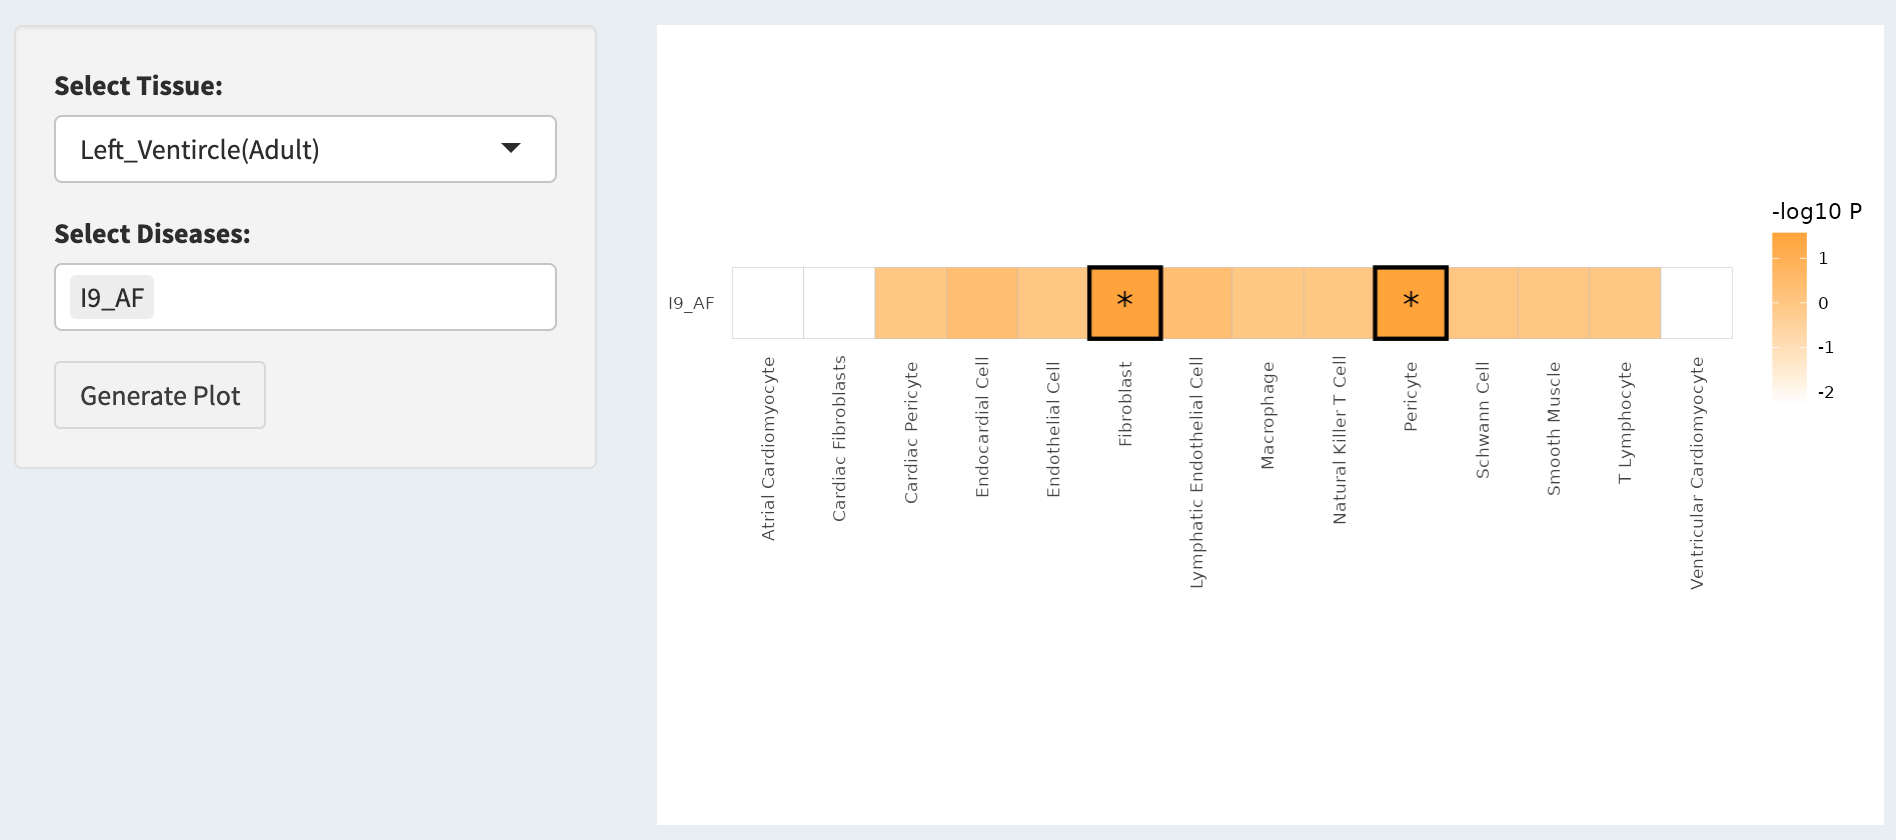 Select Tissue:
Left_Ventircle(Adult)
Select Diseases:
I9_AF
Generate Plot
-log10 P
1
0
-1
-2
I9_AF
*
*
Atrial Cardiomyocyte
Cardiac Fibroblasts
Cardiac Pericyte
Endocardial Cell
Endothelial Cell
Fibroblast
Lymphatic Endothelial Cell
Macrophage
Natural Killer T Cell
Pericyte
Schwann Cell
Smooth Muscle
T Lymphocyte
Ventricular Cardiomyocyte